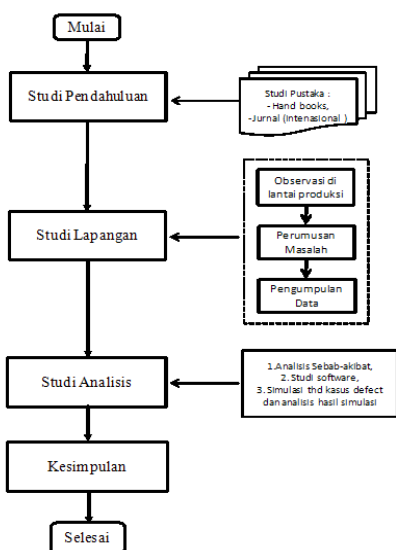 Mulai
Studi Pendahuluan
Studi Pustaka :
- Hand books,
-Jurnal (Intenasional )
Observasi di
lantai produksi
Studi Lapangan
Perumusan
Masalah
Pengumpulan
Data
Studi Analisis
1.Analisis Sebab-akibat,
2. Studi software,
3.Simulasi thd kasus defect
dan analisis hasil simulasi
Kesimpulan
Selesai